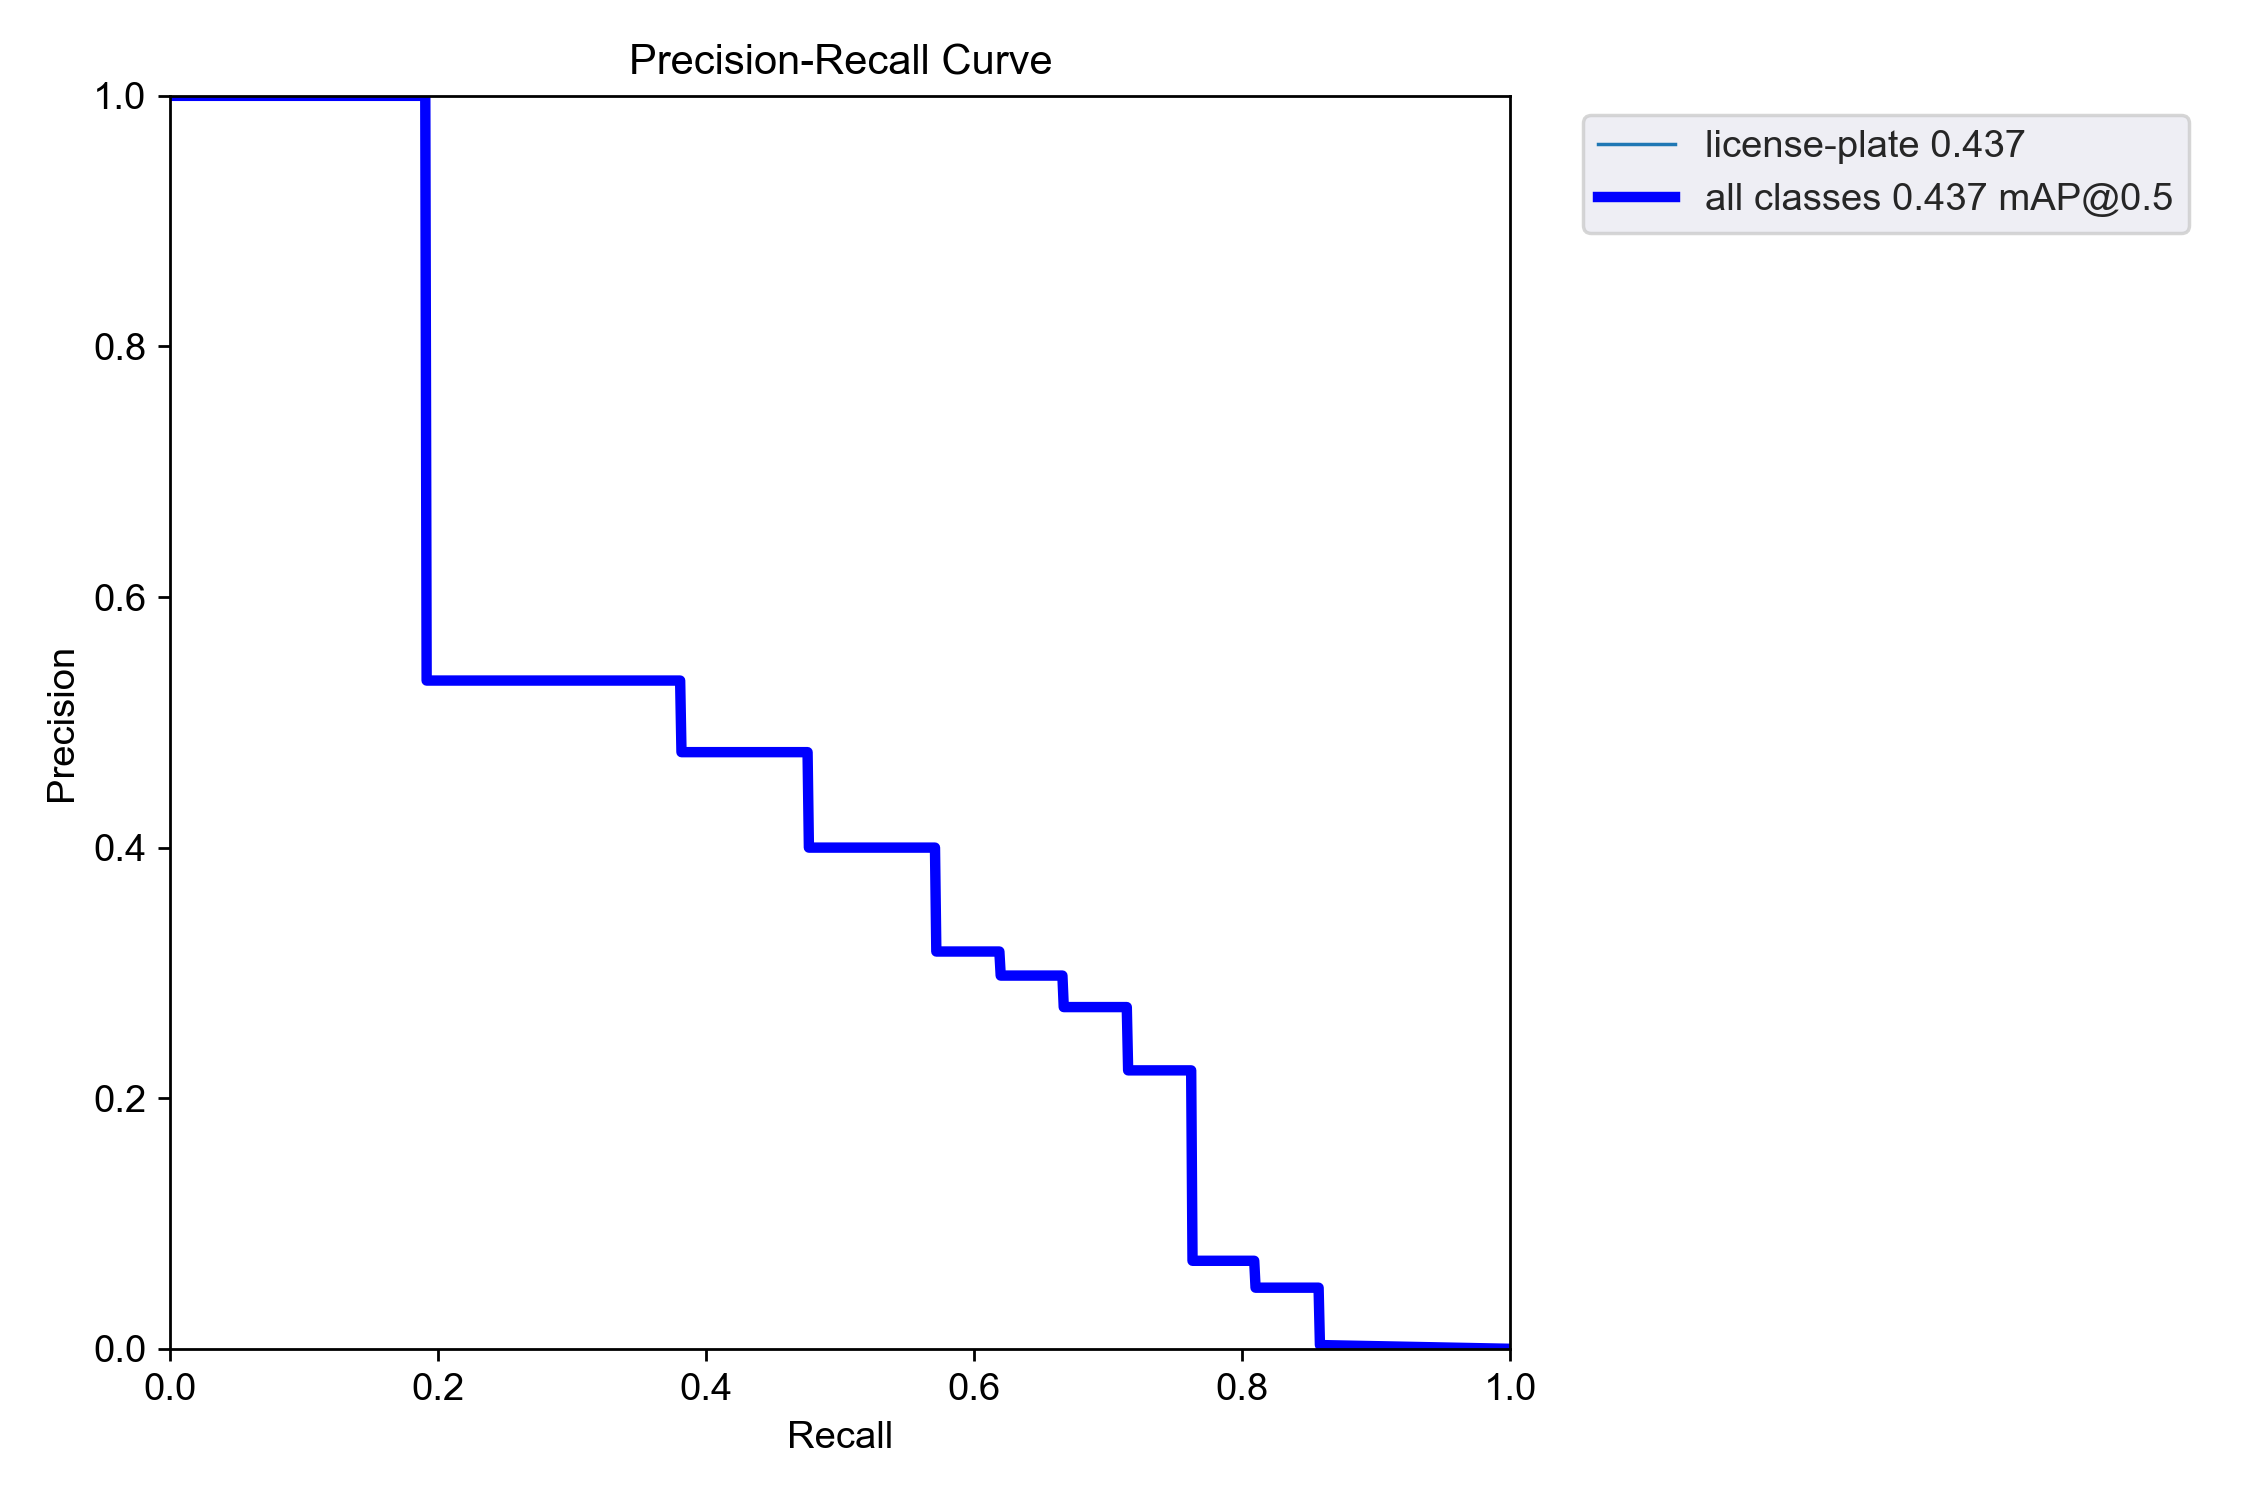 Precision-Recall Curve
license-plate 0.437
all classes 0.437 mAP@0.5
1.0
0.8
0.6
0.4
0.2
0.0
Precision
0.0 0.2 0.4 0.6 0.8 1.0
Recall